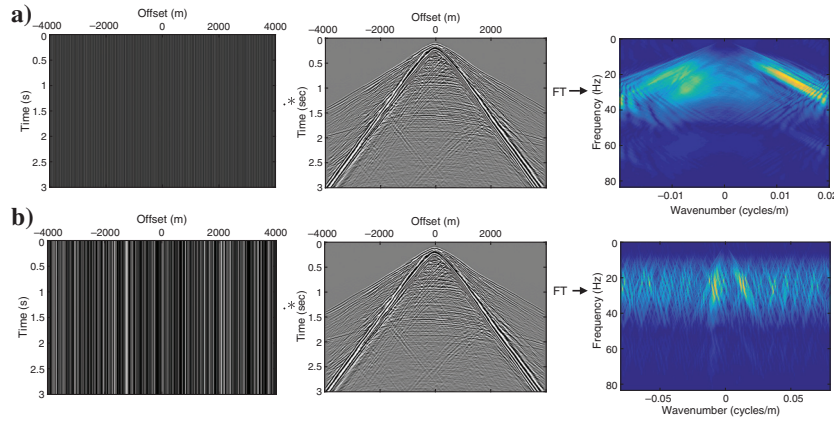 a)
Offset (m)
−4000 −2000 0 2000 4000
0
0.5
1
1.5
2
2.5
3
Time (s)
.*
Offset (m)
−2000 0 2000
0
0.5
1
1.5
2
2.5
3
Time (sec)
FT
0
20
40
60
80
Frequency (Hz)
−0.01 0 0.01 0.02
Wavenumber (cycles/m)
b)
Offset (m)
−4000 −2000 0 2000 4000
0
0.5
1
1.5
2
2.5
3
Time (s)
.*
Offset (m)
−2000 0 2000
0
0.5
1
1.5
2
2.5
3
Time (sec)
FT
0
20
40
60
80
Frequency (Hz)
−0.05 0 0.05
Wavenumber (cycles/m)